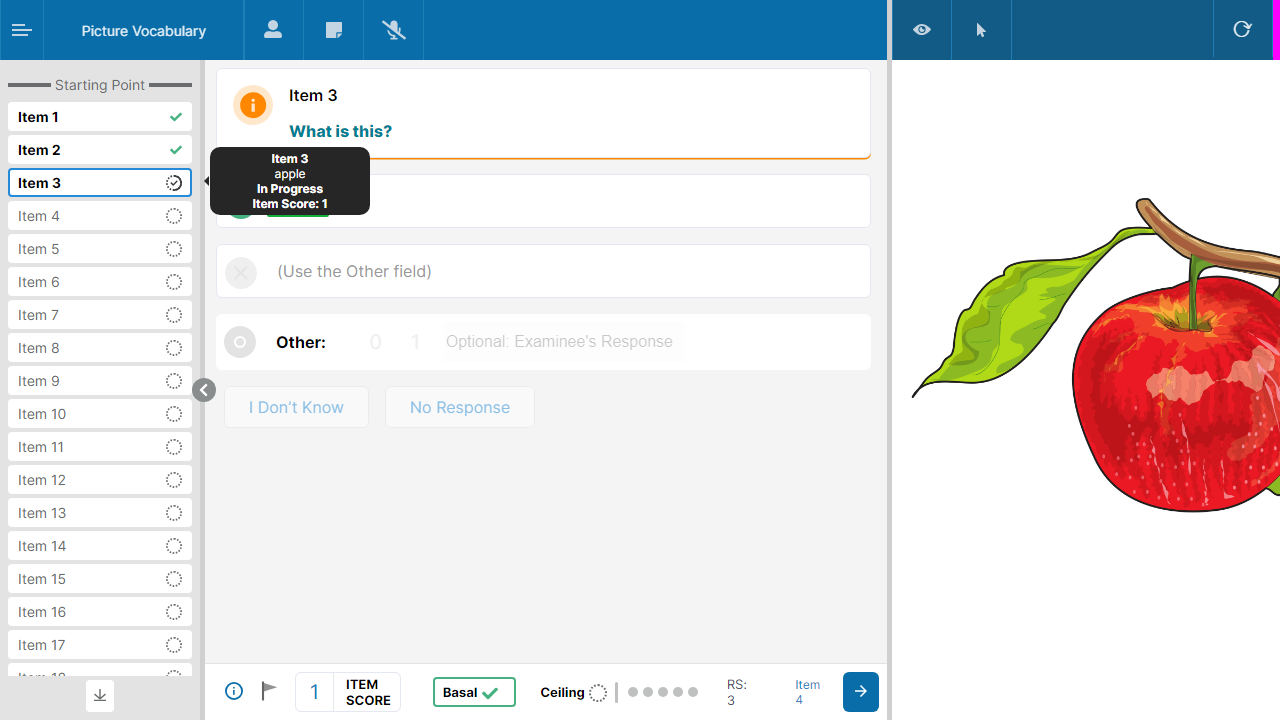 Picture Vocabulary
Starting Point
Item 1
Item 2
Item 3
Item 4
Item 5
Item 6
Item 7
Item 8
Item 9
Item 10
Item 11
Item 12
Item 13
Item 14
Item 15
Item 16
Item 17
Item 3
What is this?
Item 3
apple
In Progress
Item Score: 1
(Use the Other field)
Other: 0 1 Optional: Examinee's Response
I Don't Know No Response
1 ITEM SCORE
Basal
Ceiling
RS: 3
Item 4